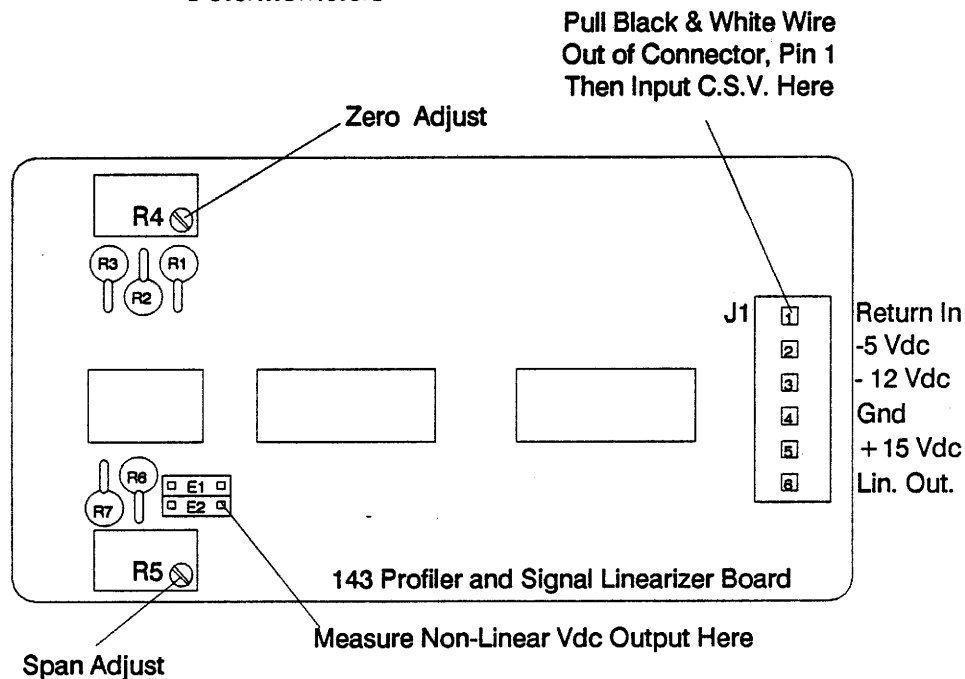 Pull Black & White Wire
Out of Connector, Pin 1
Then Input C.S.V. Here
Zero Adjust
R4
R3
R1
R2
J1
1
Return In
2
-5 Vdc
3
- 12 Vdc
4
Gnd
5
+ 15 Vdc
6
Lin. Out.
R6
R7
E1
E2
R5
143 Profiler and Signal Linearizer Board
Measure Non-Linear Vdc Output Here
Span Adjust